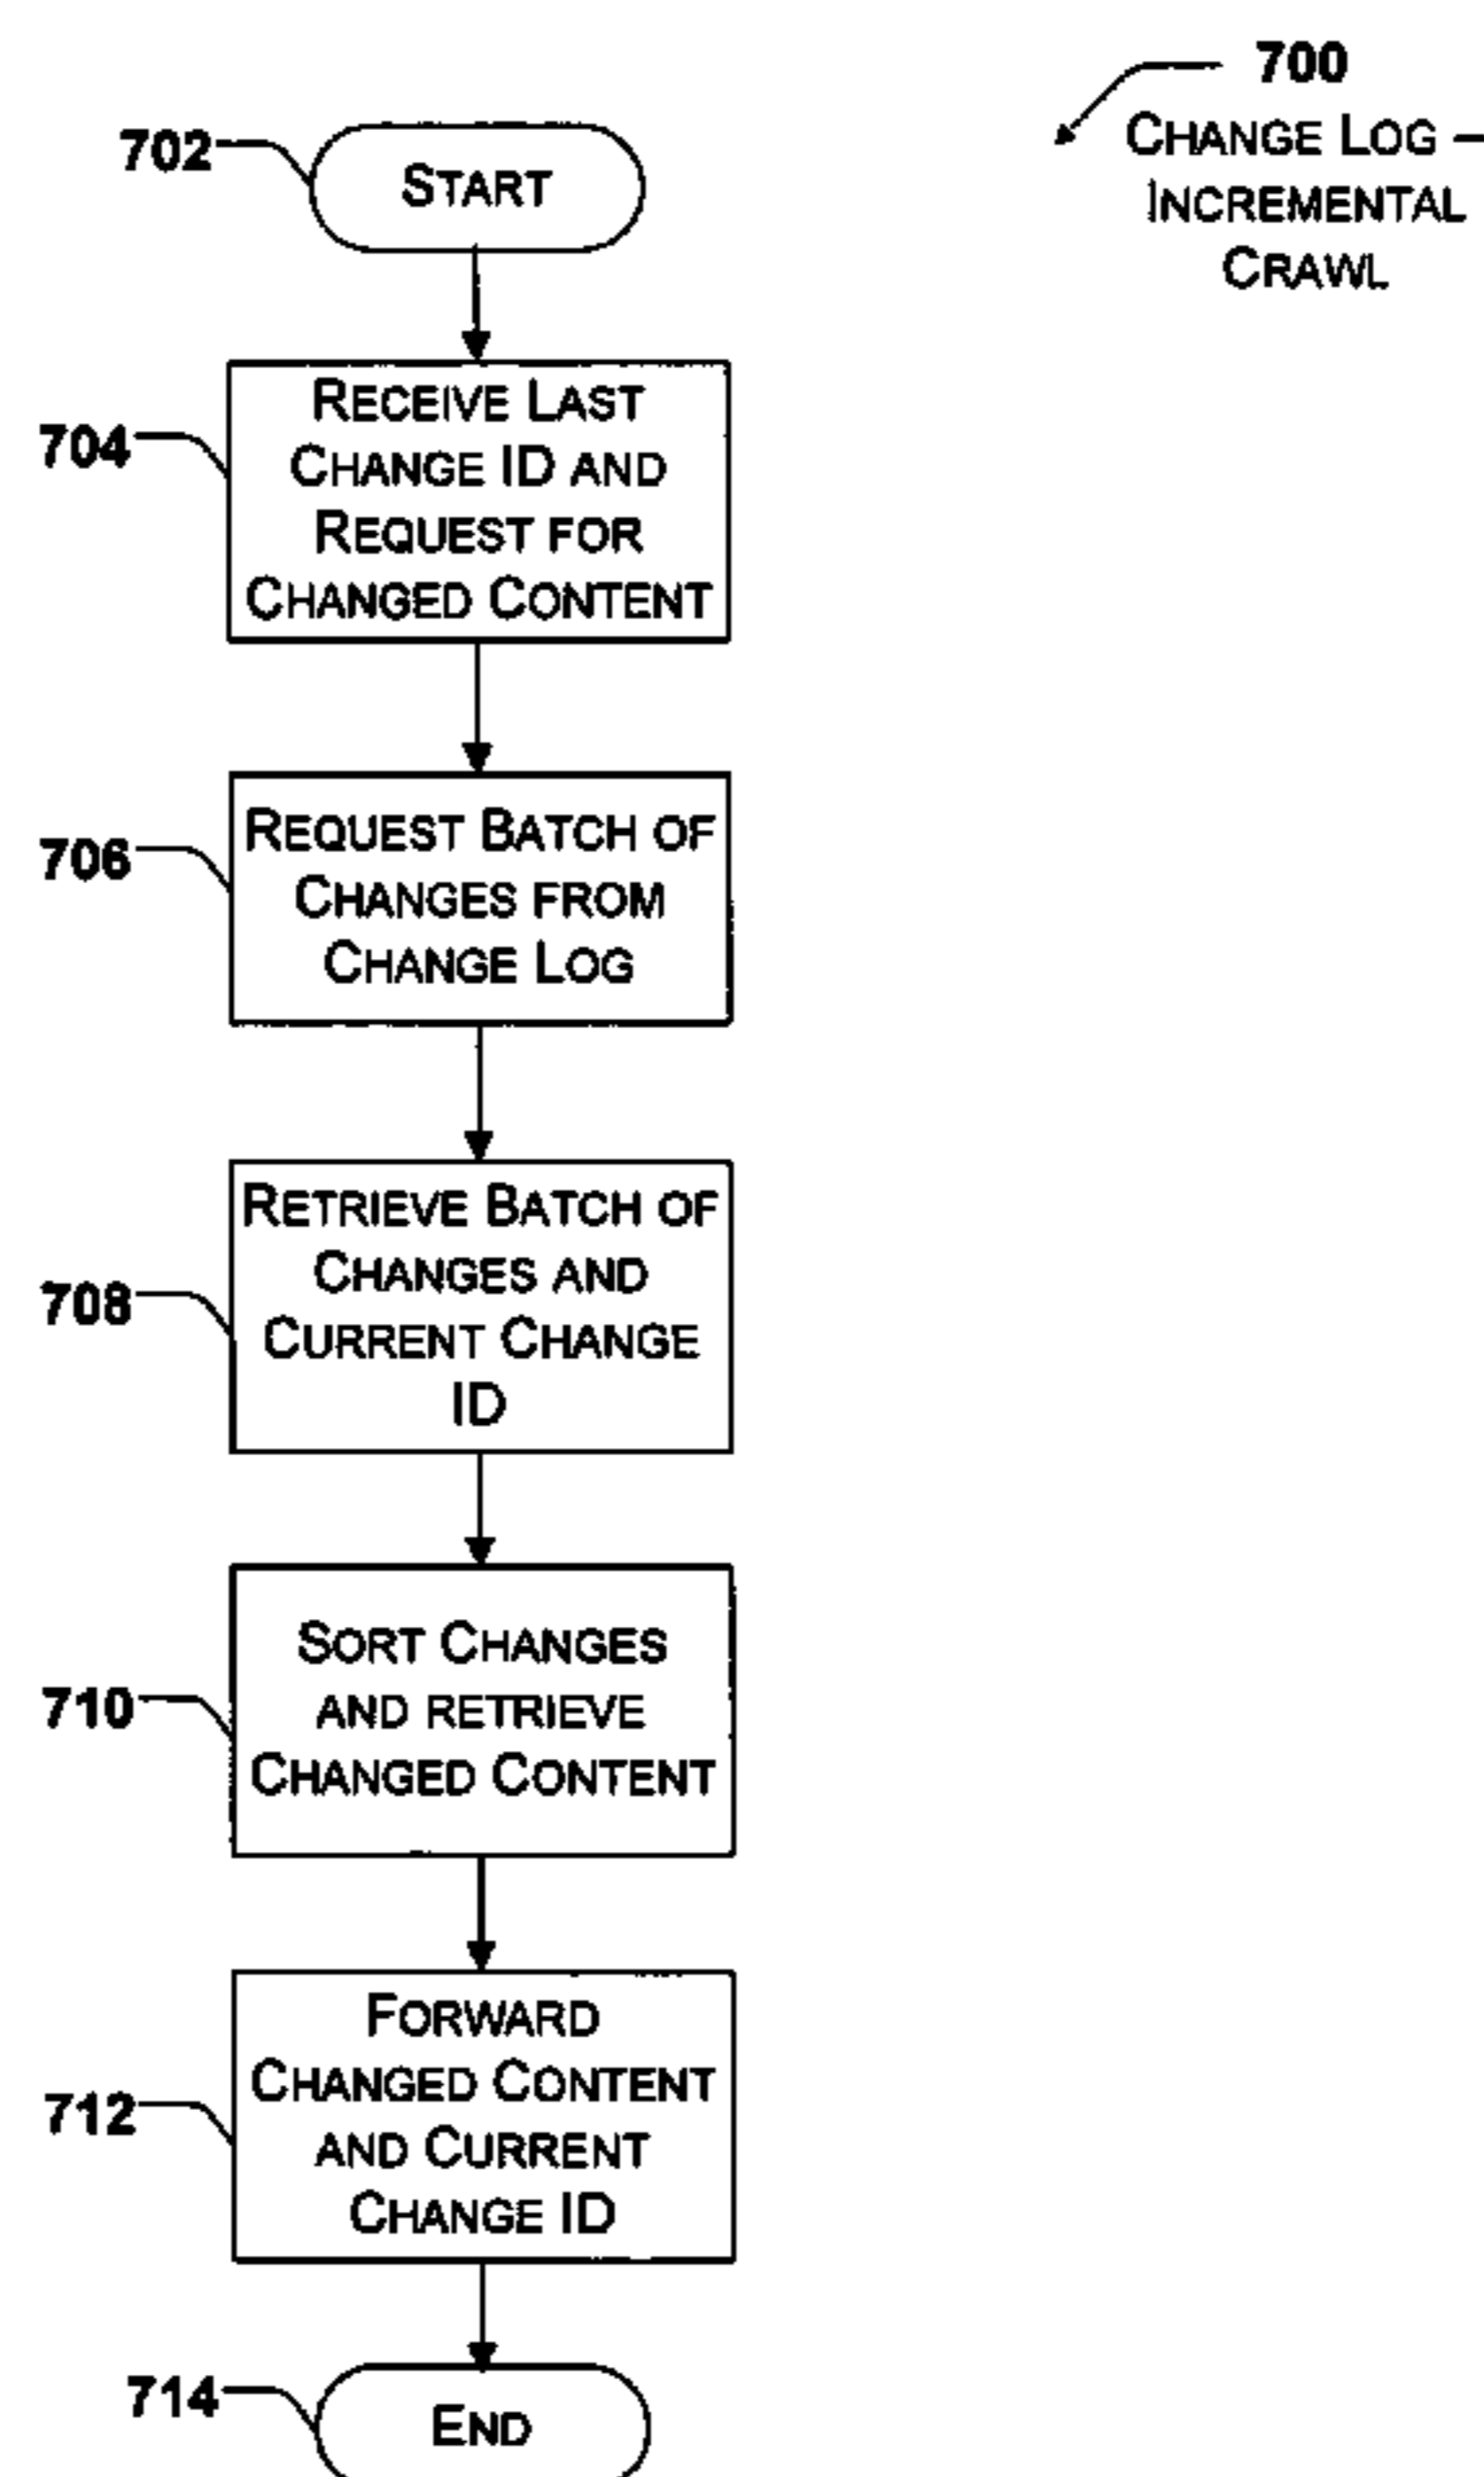 700
CHANGE LOG –
INCREMENTAL
CRAWL
702
START
704
RECEIVE LAST
CHANGE ID AND
REQUEST FOR
CHANGED CONTENT
706
REQUEST BATCH OF
CHANGES FROM
CHANGE LOG
708
RETRIEVE BATCH OF
CHANGES AND
CURRENT CHANGE
ID
710
SORT CHANGES
AND RETRIEVE
CHANGED CONTENT
712
FORWARD
CHANGED CONTENT
AND CURRENT
CHANGE ID
714
END